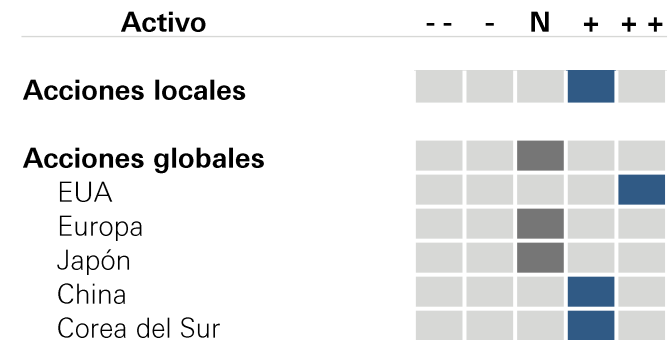 Activo -- - N + ++
Acciones locales
Acciones globales
EUA
Europa
Japón
China
Corea del Sur